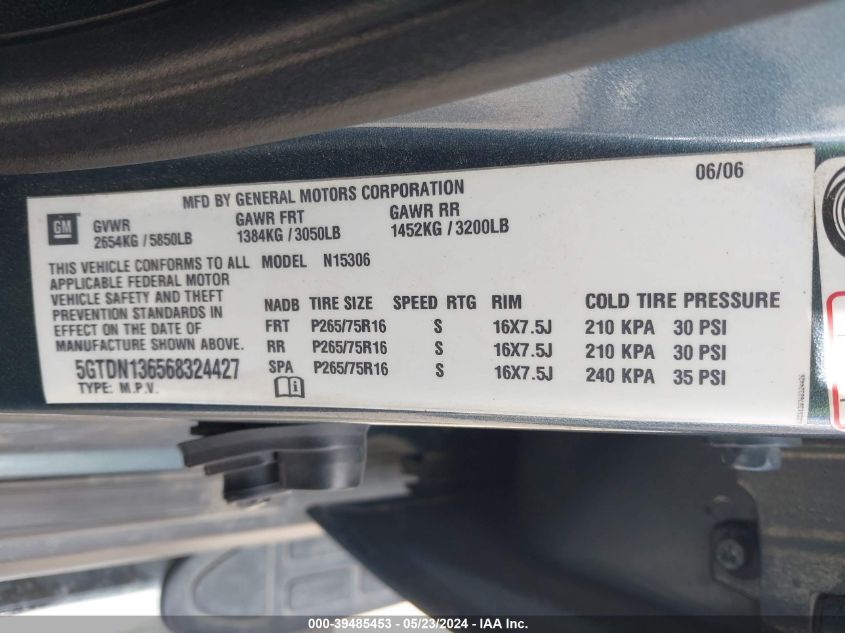 06/06
MFD BY GENERAL MOTORS CORPORATION
GM
GVWR GAWR FRT GAWR RR
2654KG / 5850LB 1384KG / 3050LB 1452KG / 3200LB
THIS VEHICLE CONFORMS TO ALL
APPLICABLE FEDERAL MOTOR
VEHICLE SAFETY AND THEFT
PREVENTION STANDARDS IN
EFFECT ON THE DATE OF
MANUFACTURE SHOWN ABOVE.
5GTDN136568324427
TYPE: M.P.V.
MODEL N15306
NADB TIRE SIZE SPEED RTG RIM COLD TIRE PRESSURE
FRT P265/75R16 S 16X7.5J 210 KPA 30 PSI
RR P265/75R16 S 16X7.5J 210 KPA 30 PSI
SPA P265/75R16 S 16X7.5J 240 KPA 35 PSI
000-39485453 - 05/23/2024 - IAA Inc.